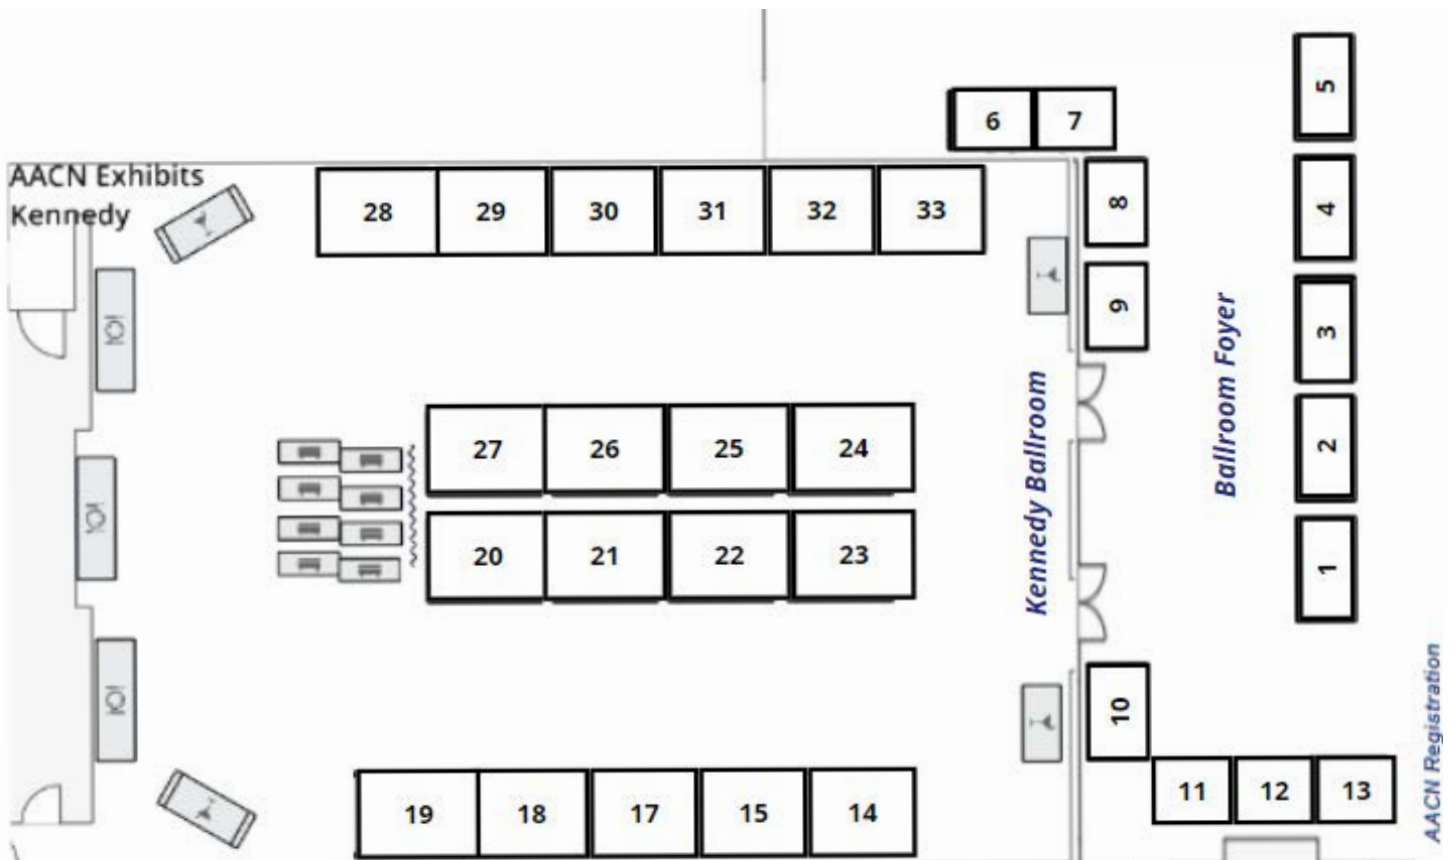 5
6 7
AACN Exhibits
Kennedy
28 29 30 31 32 33
8
4
9
3
Ballroom Foyer
Kennedy Ballroom
27 26 25 24
2
20 21 22 23
1
10
AACN Registration
11 12 13
19 18 17 15 14